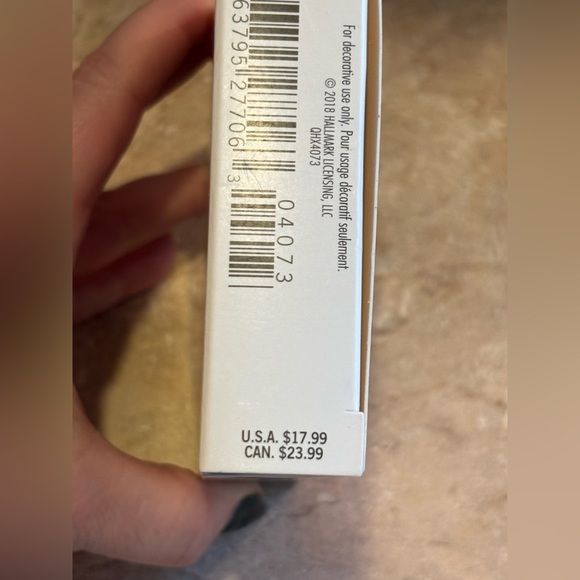 For decorative use only. Pour usage décoratif seulement.
© 2018 HALLMARK LICENSING, LLC
QHX4073
63795 27706 3
04073
U.S.A. $17.99
CAN. $23.99